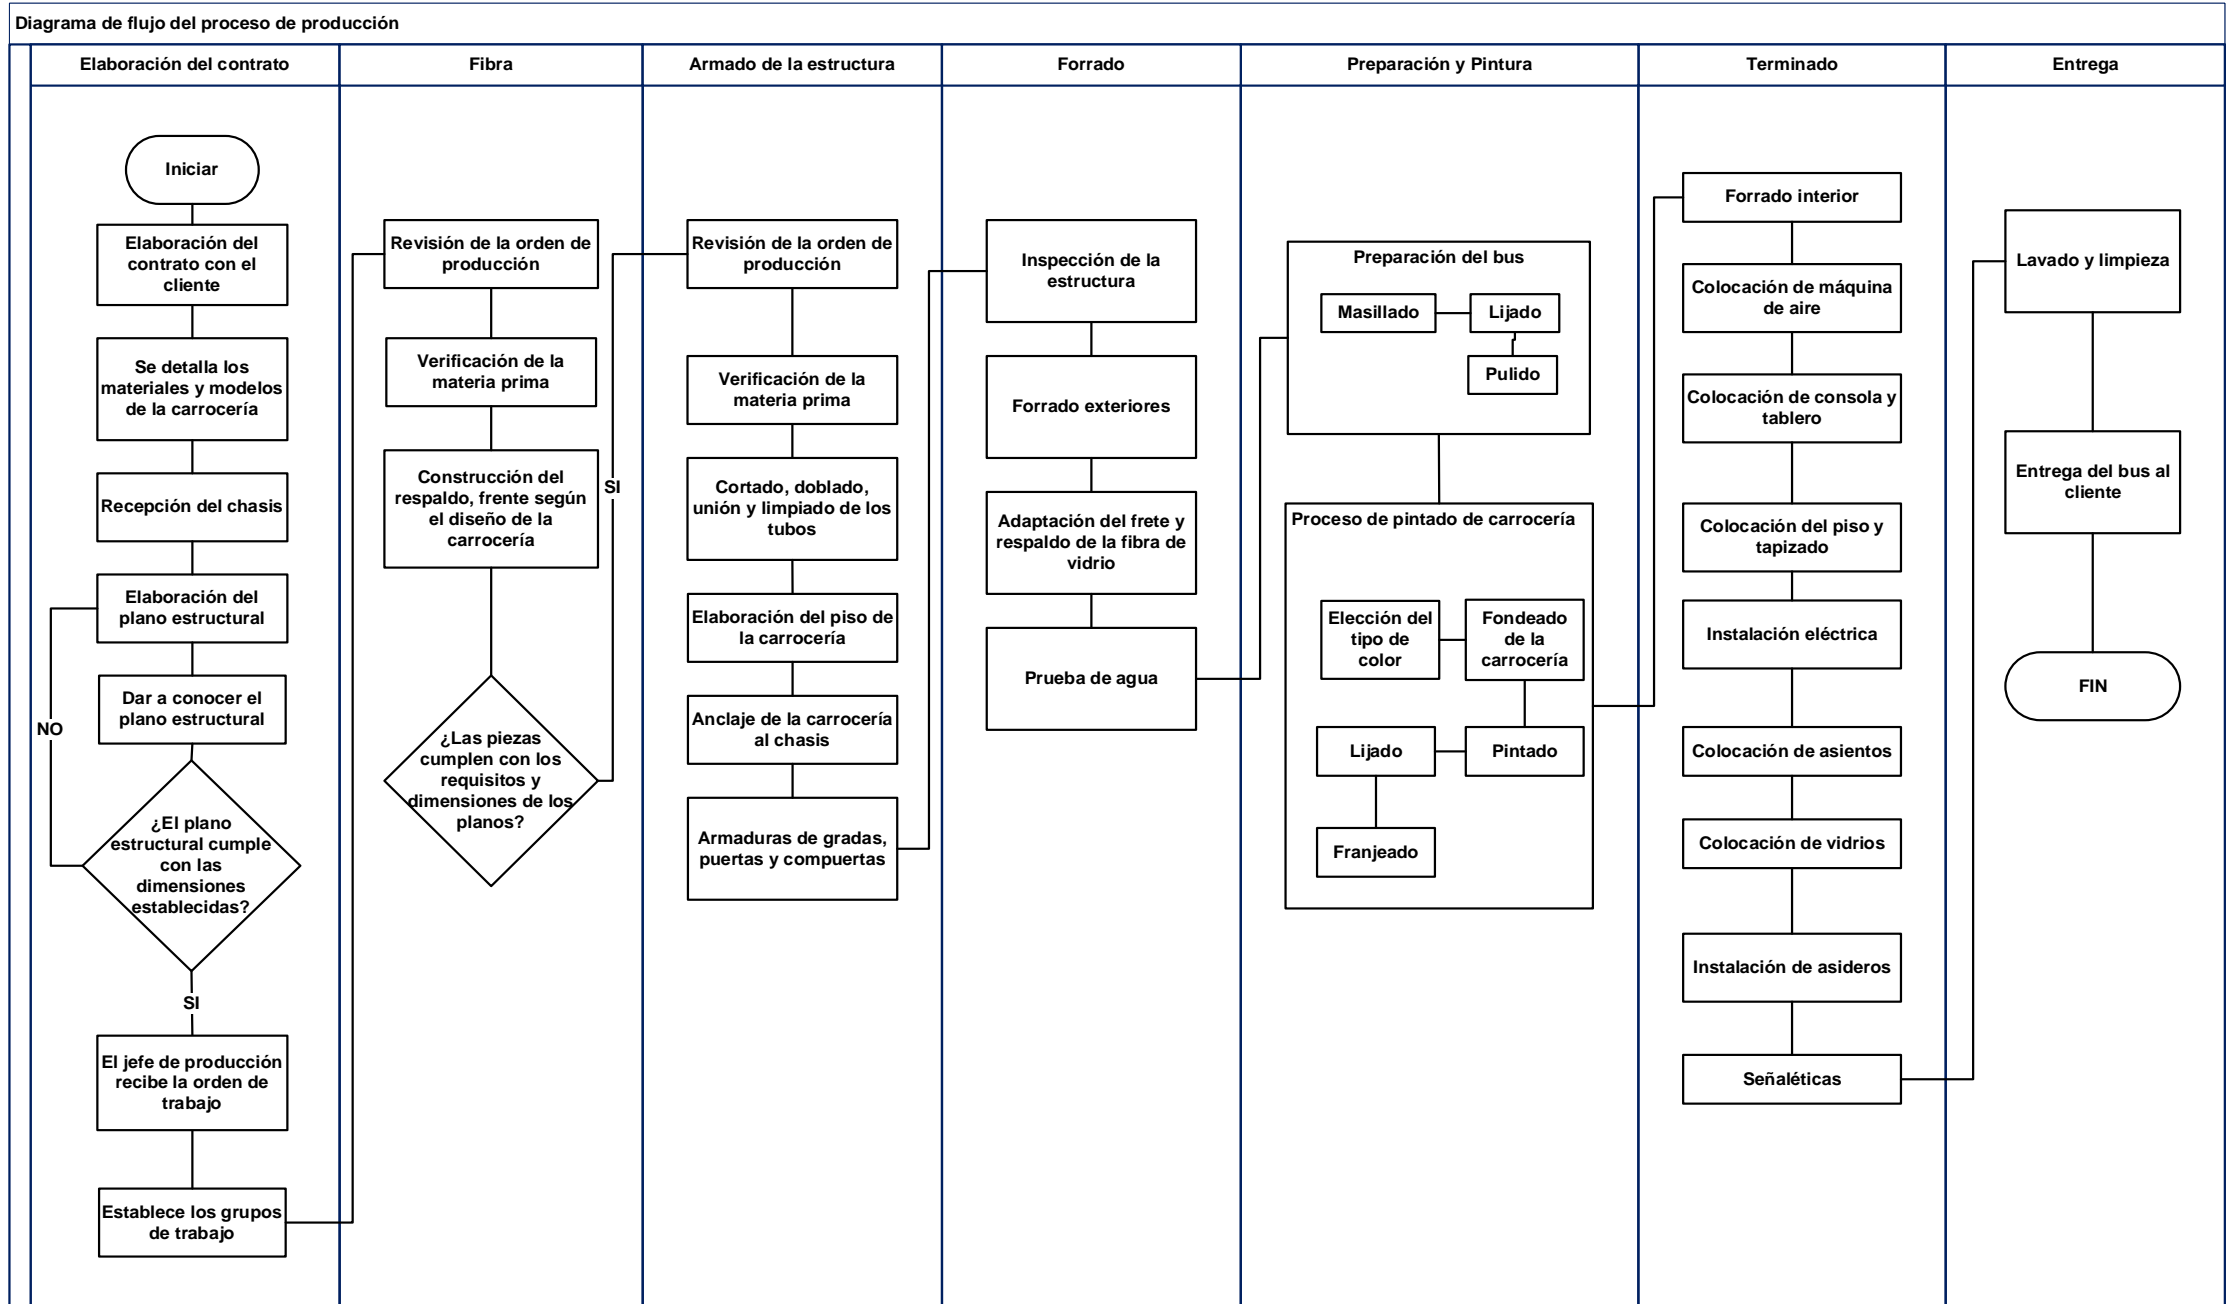 Diagrama de flujo del proceso de producción
Elaboración del contrato
Fibra
Armado de la estructura
Forrado
Preparación y Pintura
Terminado
Entrega
Iniciar
Elaboración del
contrato con el
cliente
Se detalla los
materiales y modelos
de la carrocería
Recepción del chasis
Elaboración del
plano estructural
Dar a conocer el
plano estructural
NO
¿El plano
estructural cumple
con las
dimensiones
establecidas?
SI
El jefe de producción
recibe la orden de
trabajo
Establece los grupos
de trabajo
Revisión de la orden de
producción
Verificación de la
materia prima
Construcción del
respaldo, frente según
el diseño de la
carrocería
¿Las piezas
cumplen con los
requisitos y
dimensiones de los
planos?
SI
Revisión de la orden de
producción
Verificación de la
materia prima
Cortado, doblado,
unión y limpiado de los
tubos
Elaboración del piso de
la carrocería
Anclaje de la carrocería
al chasis
Armaduras de gradas,
puertas y compuertas
Inspección de la
estructura
Forrado exteriores
Adaptación del frete y
respaldo de la fibra de
vidrio
Prueba de agua
Preparación del bus
Masillado
Lijado
Pulido
Proceso de pintado de carrocería
Elección del
tipo de
color
Fondeado
de la
carrocería
Lijado
Pintado
Franjeado
Forrado interior
Colocación de máquina
de aire
Colocación de consola y
tablero
Colocación del piso y
tapizado
Instalación eléctrica
Colocación de asientos
Colocación de vidrios
Instalación de asideros
Señaléticas
Lavado y limpieza
Entrega del bus al
cliente
FIN